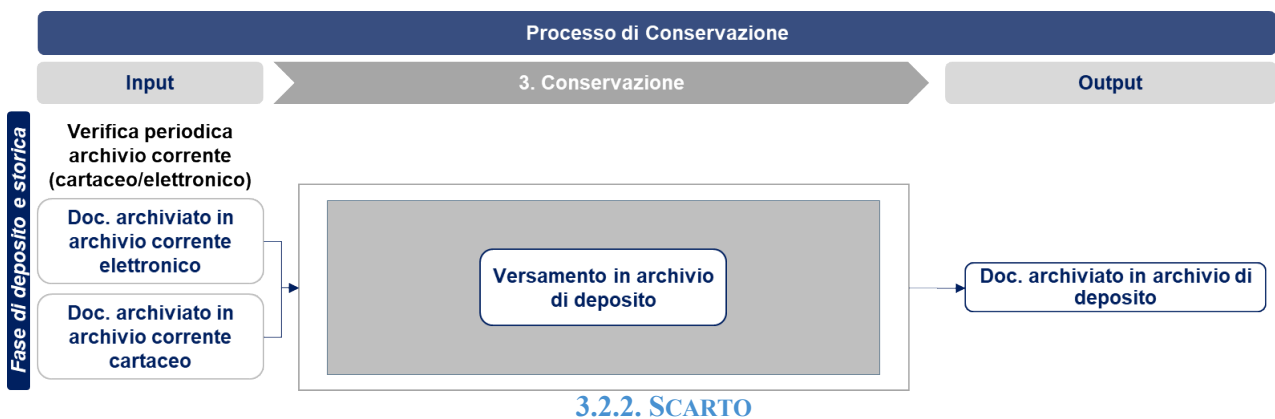 Processo di Conservazione
Input
3. Conservazione
Output
Fase di deposito e storica
Verifica periodica
archivio corrente
(cartaceo/elettronico)
Doc. archiviato in
archivio corrente
elettronico
Doc. archiviato in
archivio corrente
cartaceo
Versamento in archivio
di deposito
Doc. archiviato in archivio di
deposito
3.2.2. SCARTO